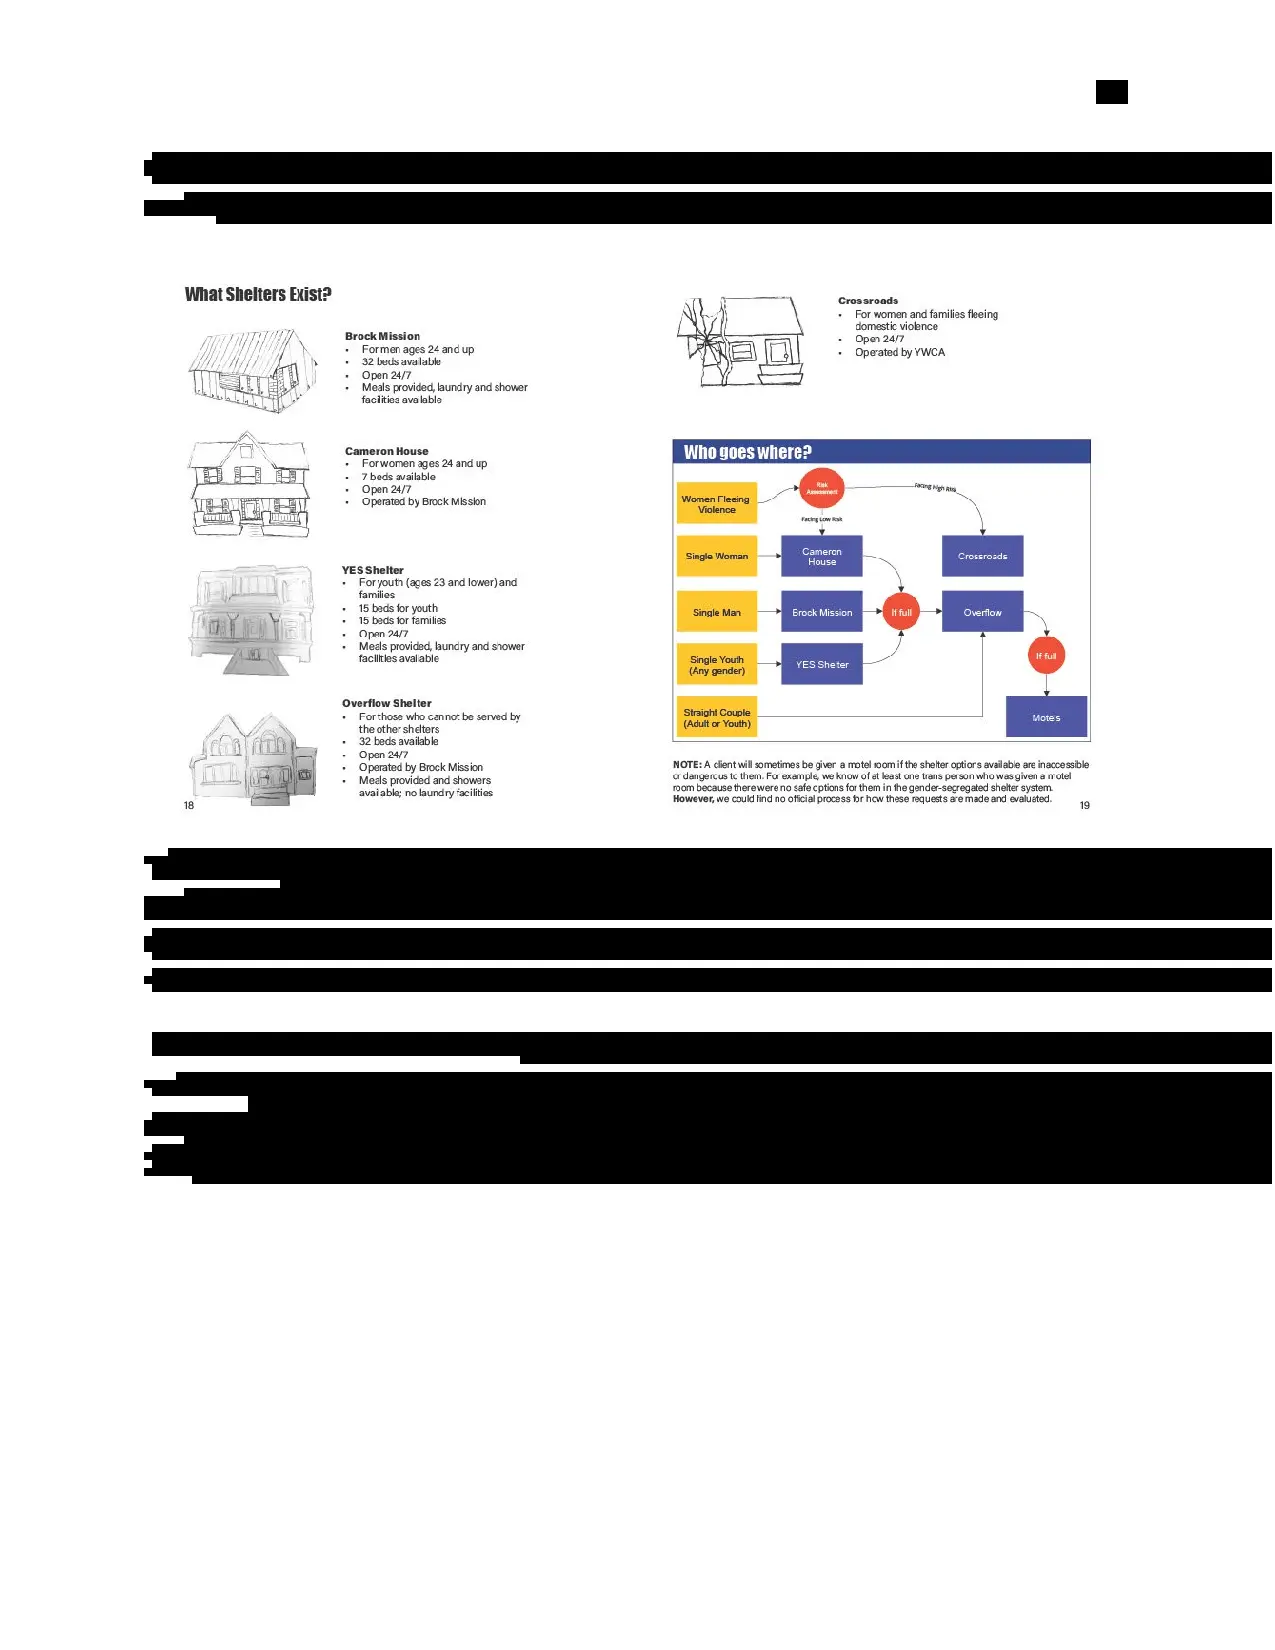 What Shelters Exist?
Brock Mission
• For men ages 24 and up
• 32 beds available
• Open 24/7
• Meals provided, laundry and shower
facilities available
Cameron House
• For women ages 24 and up
• 7 beds available
• Open 24/7
• Operated by Brock Mission
YES Shelter
• For youth (ages 23 and lower) and
families
• 15 beds for youth
• 15 beds for families
• Open 24/7
• Meals provided, laundry and shower
facilities available
Overflow Shelter
• For those who cannot be served by
the other shelters
• 32 beds available
• Open 24/7
• Operated by Brock Mission
• Meals provided and showers
available; no laundry facilities
18
Crossroads
• For women and families fleeing
domestic violence
• Open 24/7
• Operated by YWCA
Who goes where?
Women Fleeing
Violence
Risk
Assessment
Facing High Risk
Facing Low Risk
Single Woman
Cameron
House
Crossroads
Single Man
Brock Mission
If full
Overflow
Single Youth
(Any gender)
YES Shelter
If full
Straight Couple
(Adult or Youth)
Motels
NOTE: A client will sometimes be given a motel room if the shelter options available are inaccessible
or dangerous to them. For example, we know of at least one trans person who was given a motel
room because there were no safe options for them in the gender-segregated shelter system.
However, we could find no official process for how these requests are made and evaluated.
19